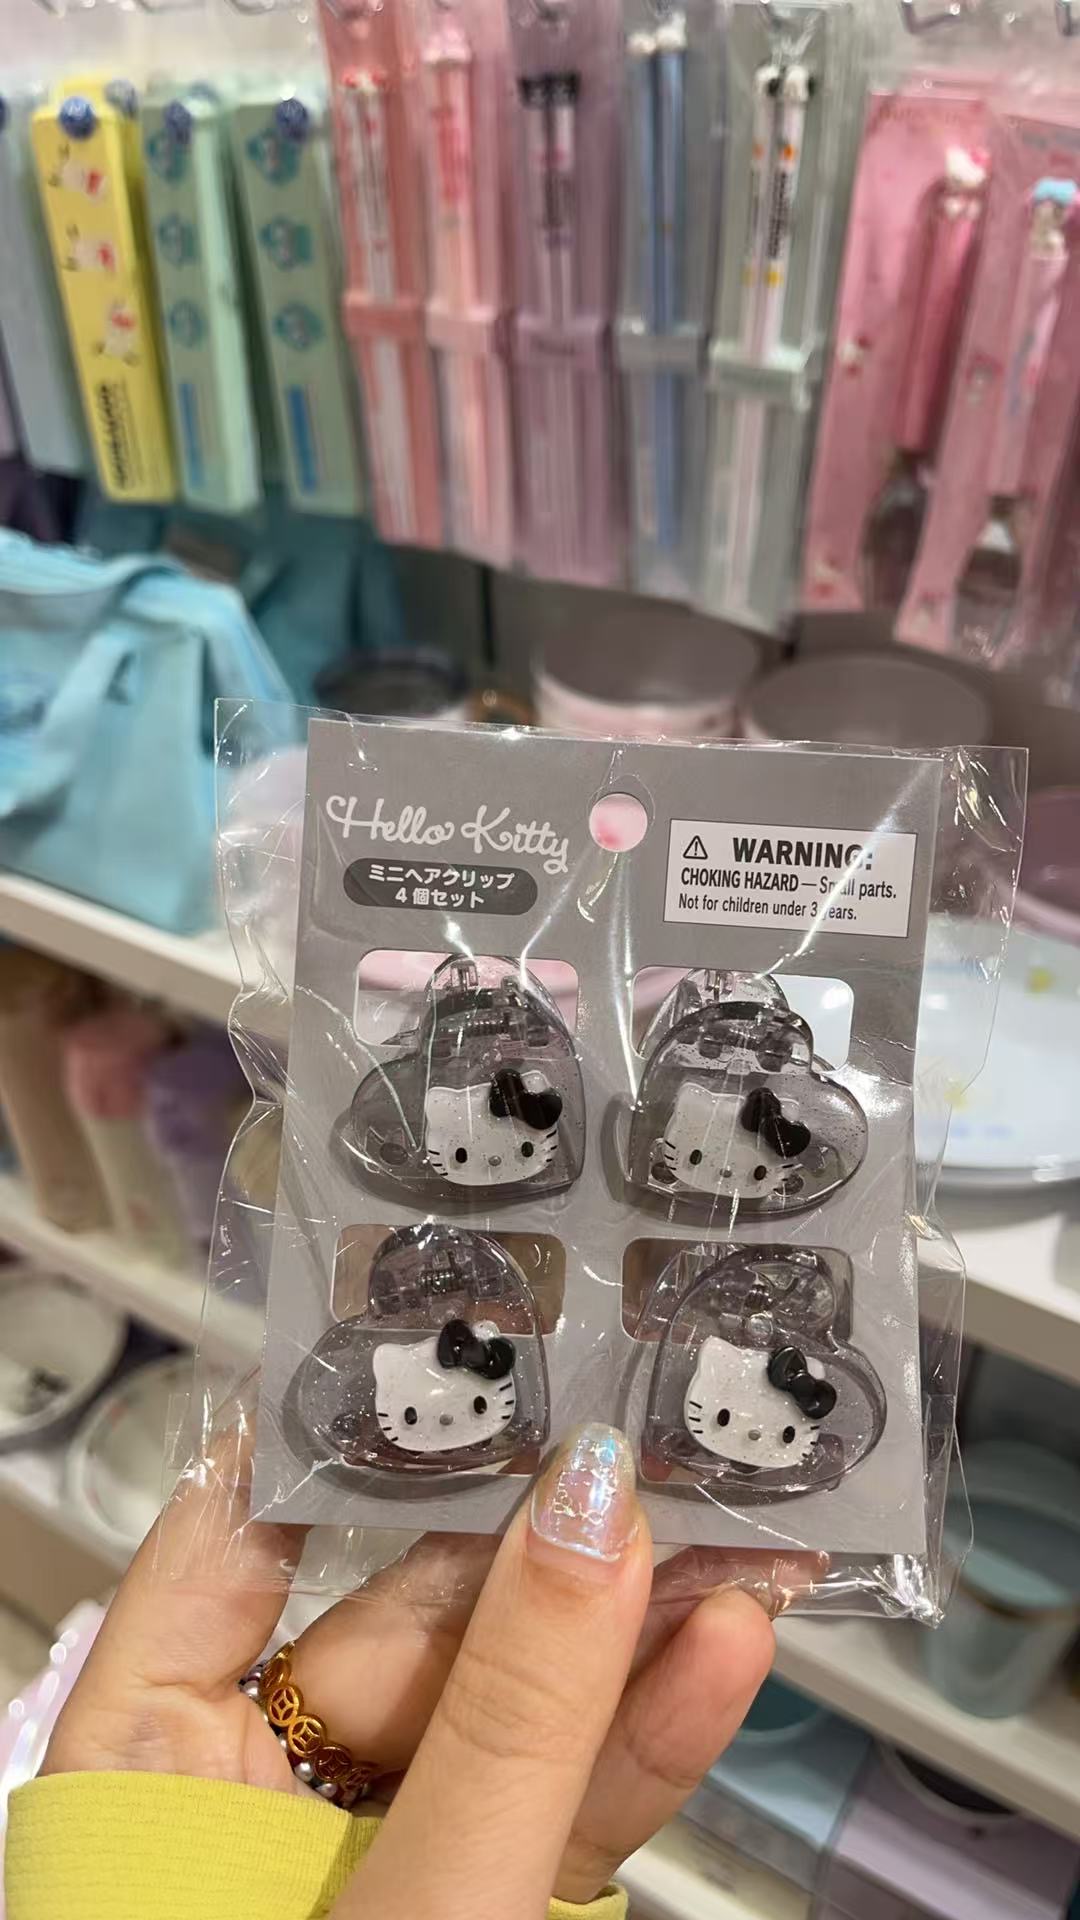 Hello Kitty
ミニヘアクリップ
4個セット
WARNING:
CHOKING HAZARD — Small parts.
Not for children under 3 years.